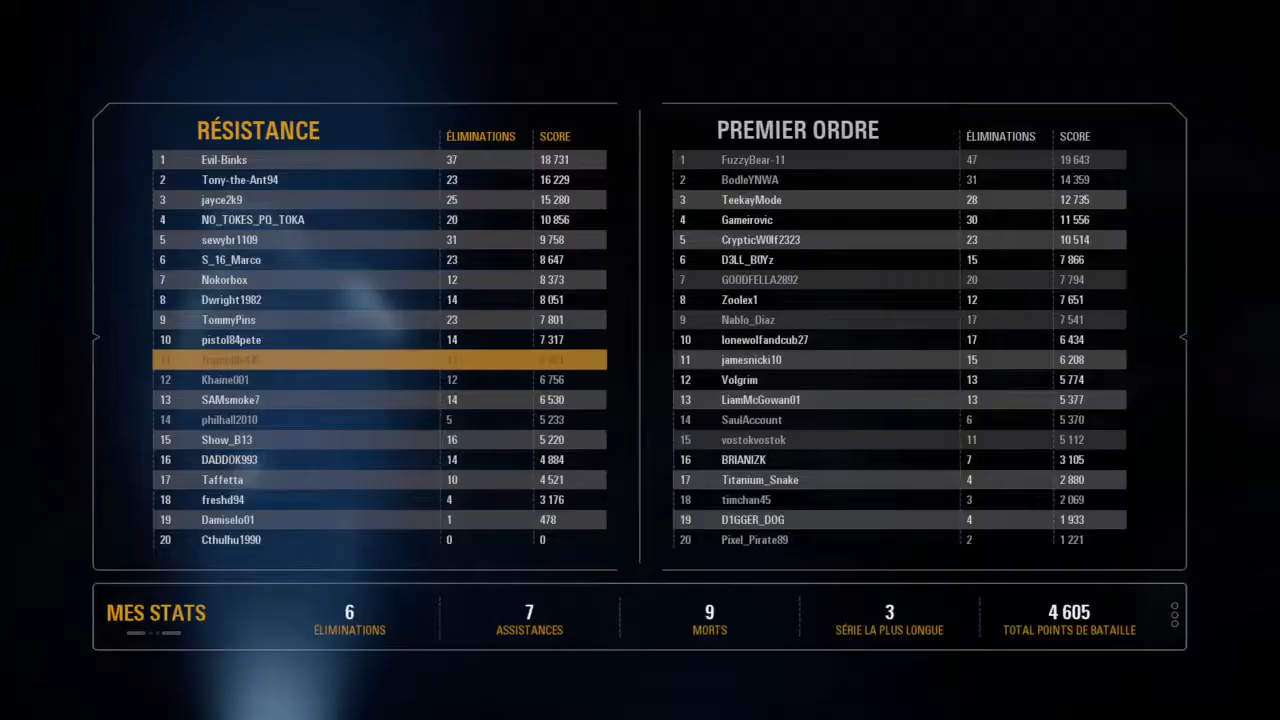 RÉSISTANCE ÉLIMINATIONS SCORE
1 Evil-Binks 37 18 731
2 Tony-the-Ant94 23 16 229
3 jayce2k9 25 15 280
4 NO_TOKES_PQ_TOKA 20 10 856
5 sewybr1109 31 9 758
6 S_16_Marco 23 8 647
7 Nokorbox 12 8 373
8 Dwright1982 14 8 051
9 TommyPins 23 7 801
10 pistol84pete 14 7 317
11
12 Khaine001 12 6 756
13 SAMsmoke7 14 6 530
14 philhall2010 5 5 233
15 Show_B13 16 5 220
16 DADDOK993 14 4 884
17 Taffetta 10 4 521
18 freshd94 4 3 176
19 Damiselo01 1 478
20 Cthulhu1990 0 0
PREMIER ORDRE ÉLIMINATIONS SCORE
1 FuzzyBear-11 47 19 643
2 BodleYNWA 31 14 359
3 TeekayMode 28 12 735
4 Gameirovic 30 11 556
5 CrypticW0lf2323 23 10 514
6 D3LL_B0Yz 15 7 866
7 GOODFELLA2892 20 7 794
8 Zoolex1 12 7 651
9 Nablo_Diaz 17 7 541
10 lonewolfandcub27 17 6 434
11 jamesnicki10 15 6 208
12 Volgrim 13 5 774
13 LiamMcGowan01 13 5 377
14 SaulAccount 6 5 370
15 vostokvostok 11 5 112
16 BRIANIZK 7 3 105
17 Titanium_Snake 4 2 880
18 timchan45 3 2 069
19 D1GGER_DOG 4 1 933
20 Pixel_Pirate89 2 1 221
MES STATS
6 7 9 3 4 605
ÉLIMINATIONS ASSISTANCES MORTS SÉRIE LA PLUS LONGUE TOTAL POINTS DE BATAILLE